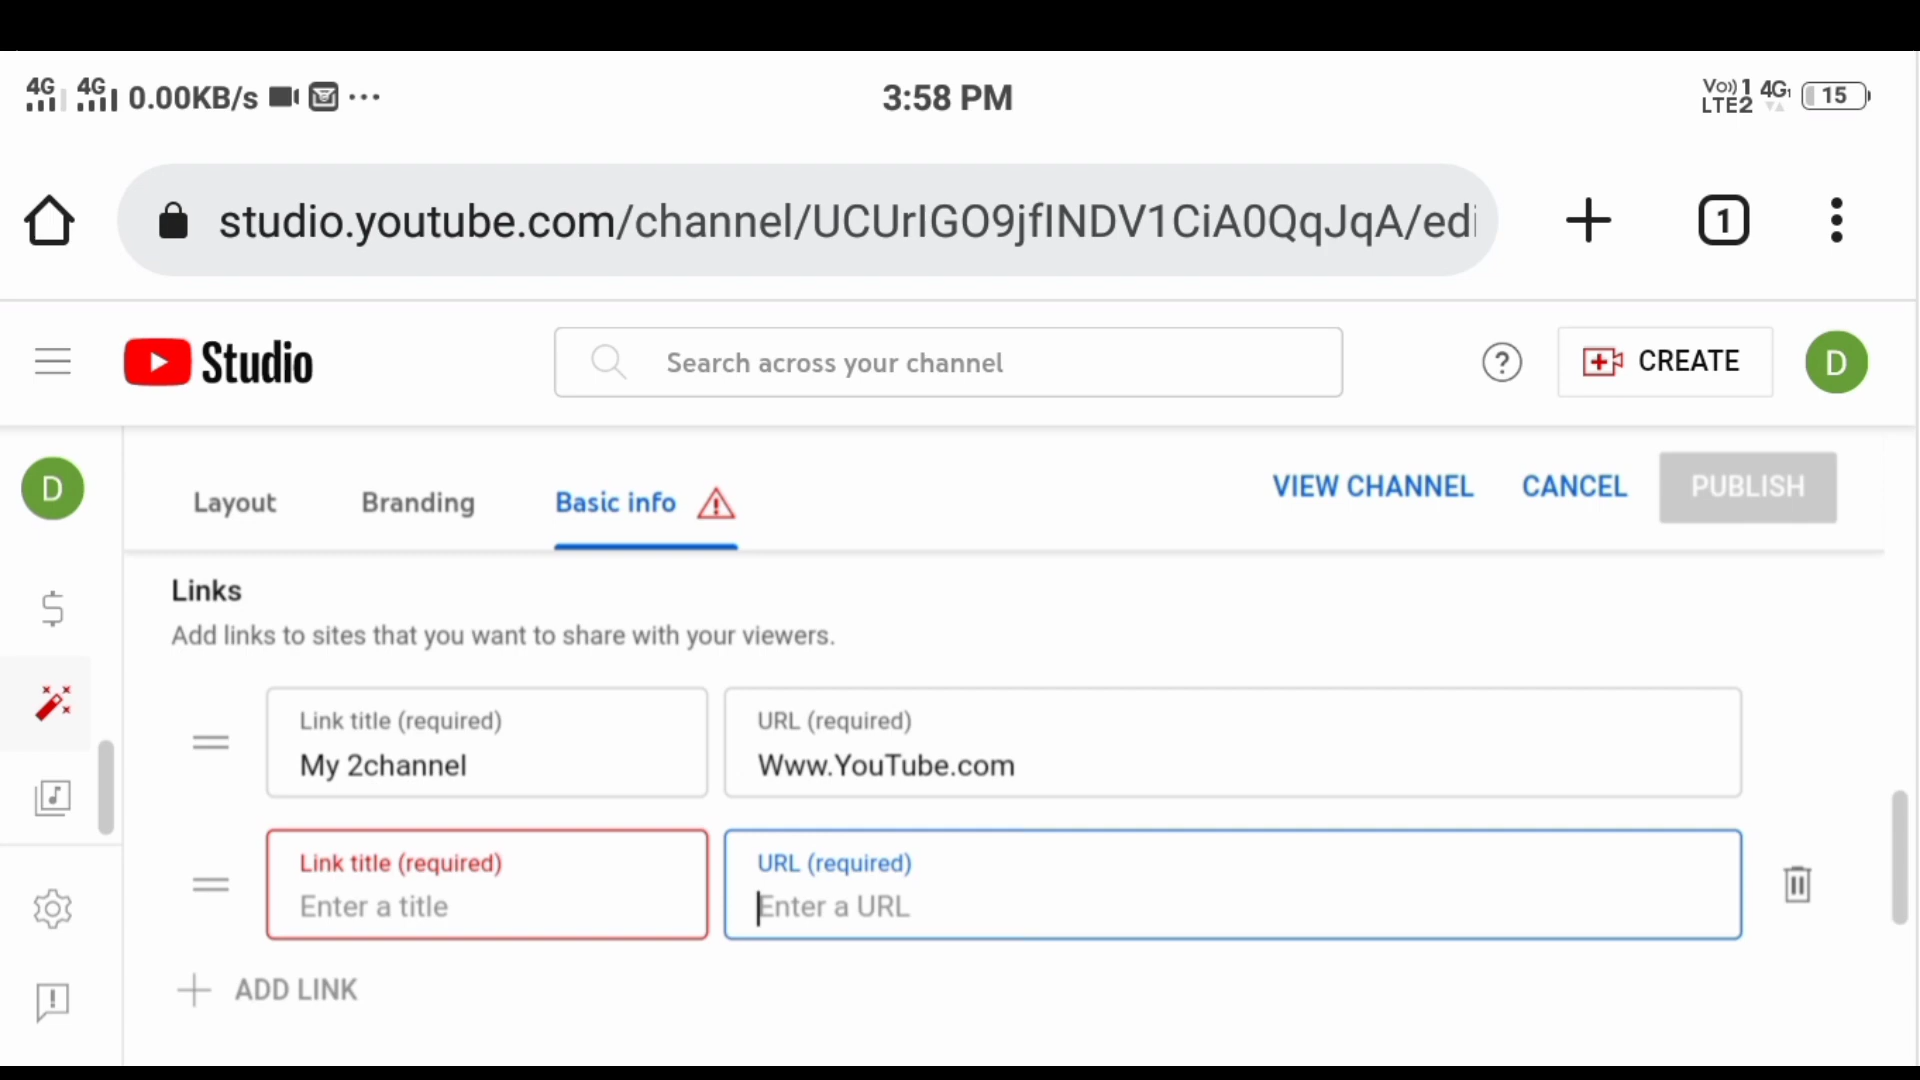 4G 4G 0.00KB/s ... 3:58 PM Vo)) 1 LTE2 4G 15
studio.youtube.com/channel/UCUrIGO9jfINDV1CiA0QqJqA/edi 1
Studio Search across your channel ? CREATE D
D Layout Branding Basic info VIEW CHANNEL CANCEL PUBLISH
Links
Add links to sites that you want to share with your viewers.
Link title (required) URL (required)
My 2channel Www.YouTube.com
Link title (required) URL (required)
Enter a title Enter a URL
+ ADD LINK